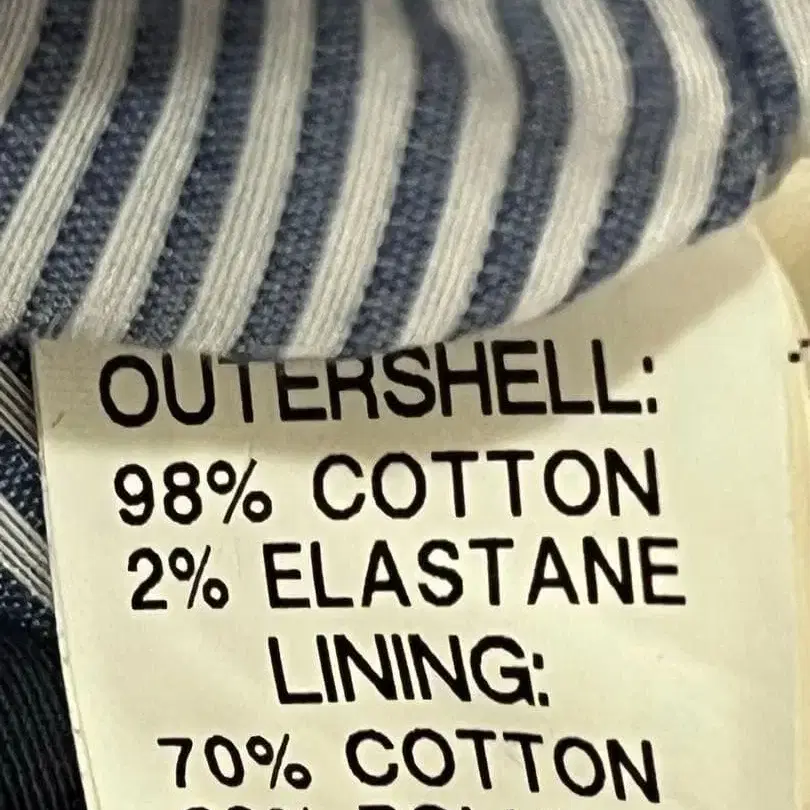 OUTERSHELL:
98% COTTON
2% ELASTANE
LINING:
70% COTTON